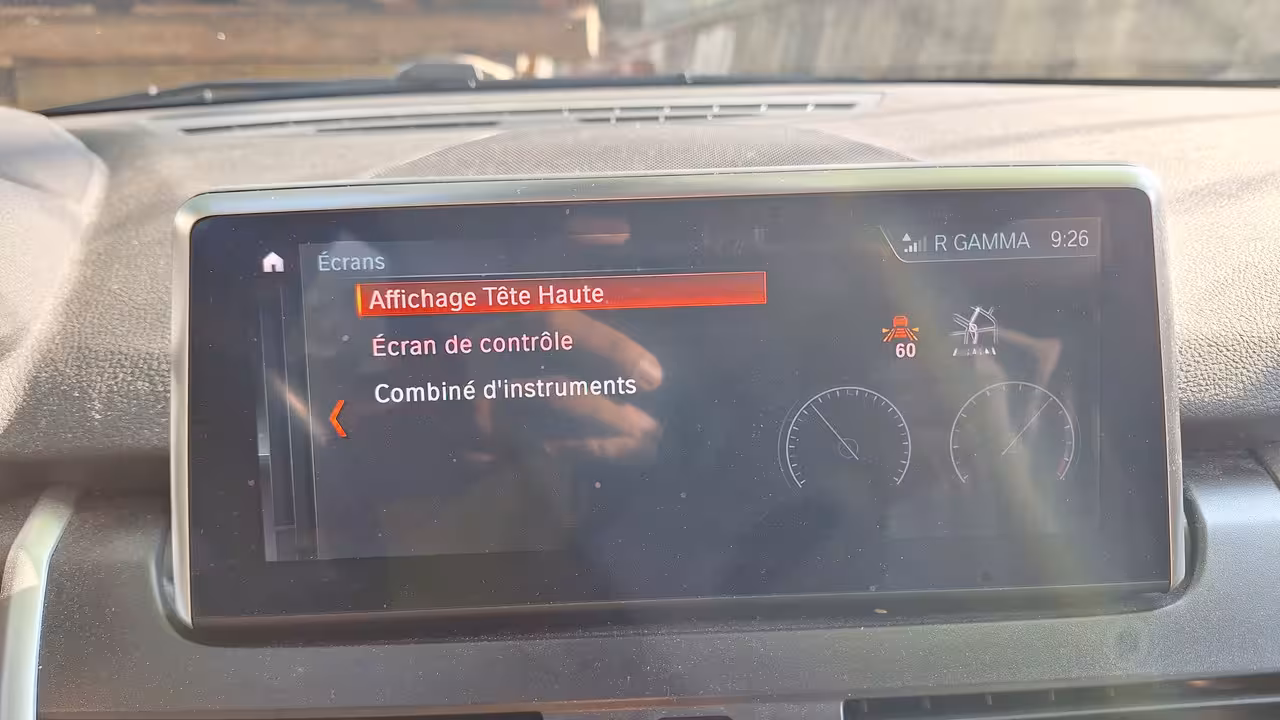 Écrans
R GAMMA 9:26
Affichage Tête Haute
Écran de contrôle
Combiné d'instruments
60